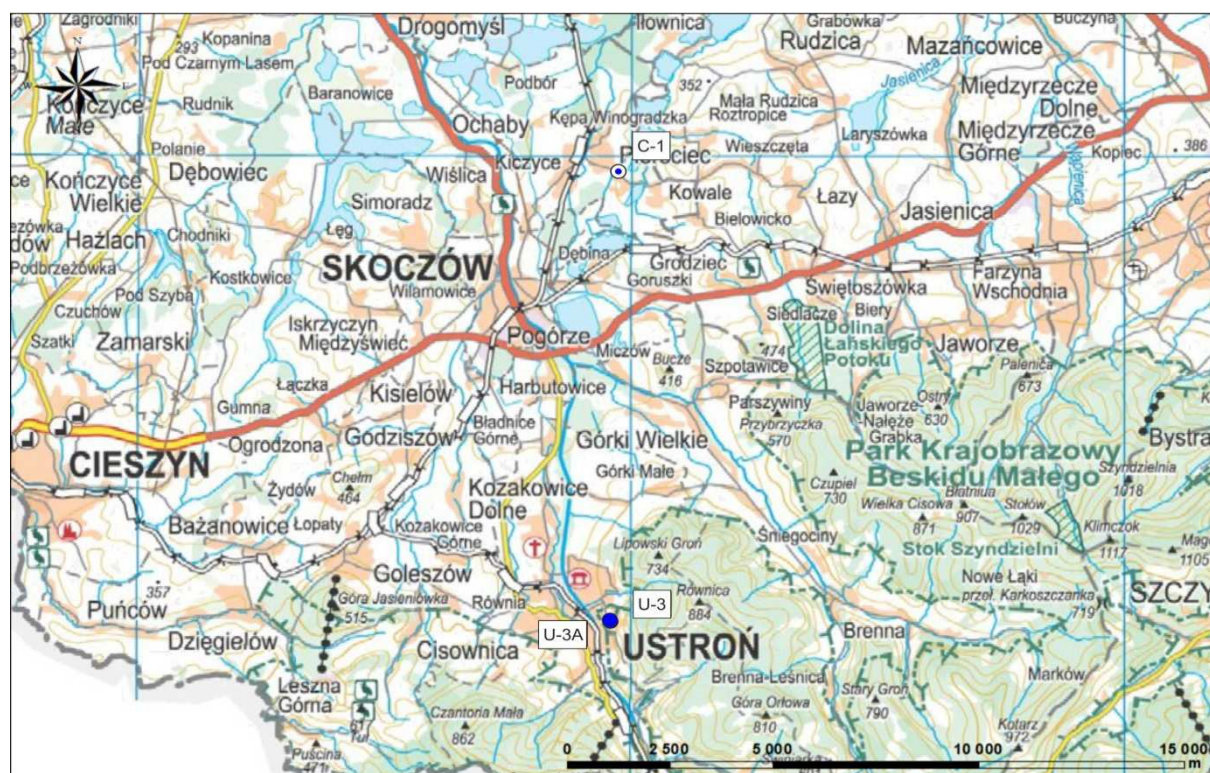 Zagrodniki
Kopanina
293
Pod Czarnym Lasem
Drogomyśl
Iłownica
Grabówka
Rudzica
Buczyna
Mazańcowice
N
W
E
S
Kończyce
Małe
Rudnik
Baranowice
Podbór
352
Jasienica
Międzyrzecze
Dolne
Ochaby
Kępa Winogradzka
Mała Rudzica
Roztropice
Laryszówka
Międzyrzecze
Górne
Polanie
Dębowiec
Kiczyce
C-1
Wieszczęta
Kopiec
386
Kończyce
Wielkie
Wiślica
Simoradz
Kowale
Łazy
Hażlach
Chodniki
Łęg
Bielowicko
Jasienica
Podbrzeżówka
Kostkowice
SKOCZÓW
Wilamowice
Dębina
Grodziec
Goruszki
Świętoszówka
Farzyna
Wschodnia
Pod Szybą
Czuchów
Szatki
Zamarski
Iskrzyczyn
Międzyświeć
Pogórze
Miczów
Bucze
416
Szpotawice
474
Siedlacze
Biery
Dolina
Łańskiego
Potoku
Jaworze
Palenica
673
Łączka
Gumna
Kisielów
Harbutowice
Parszywiny
Przybrzyczka
570
Jaworze-
Nałęże
Grabka
Ostry
630
CIESZYN
Ogrodzona
Godziszów
Bładnice
Górne
Górki Wielkie
Górki Małe
Park Krajobrazowy
Beskidu Małego
Bystra
Szyndzielnia
1018
Chełm
464
Żydów
Kozakowice
Dolne
Czupiel
730
Wielka Cisowa
871
Błatnia
907
Stołów
1029
Klimczok
1117
1105
Bażanowice
Łopaty
Kozakowice
Górne
Lipowski Groń
734
Śniegociny
Stok Szyndzielni
Goleszów
Równia
Równica
884
Nowe Łąki
przeł. Karkoszczanka
719
357
Puńców
Góra Jasieniowka
515
U-3
U-3A
Dzięgielów
Cisownica
USTROŃ
Brenna
Leszna
Górna
Brenna-Leśnica
Stary Groń
790
Marków
Tuł
Czantoria Mała
862
Góra Orłowa
810
Kotarz
972
Puścina
471
0
2 500
5 000
10 000
15 000
m